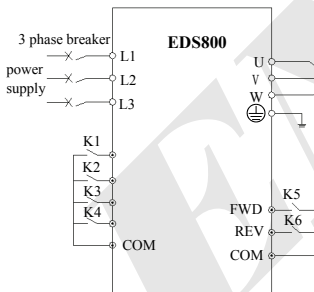 3 phase breaker
EDS800
L1
power
L2
supply
L3
U
V
W
K1
K2
K3
K4
COM
FWD
K5
REV
K6
COM